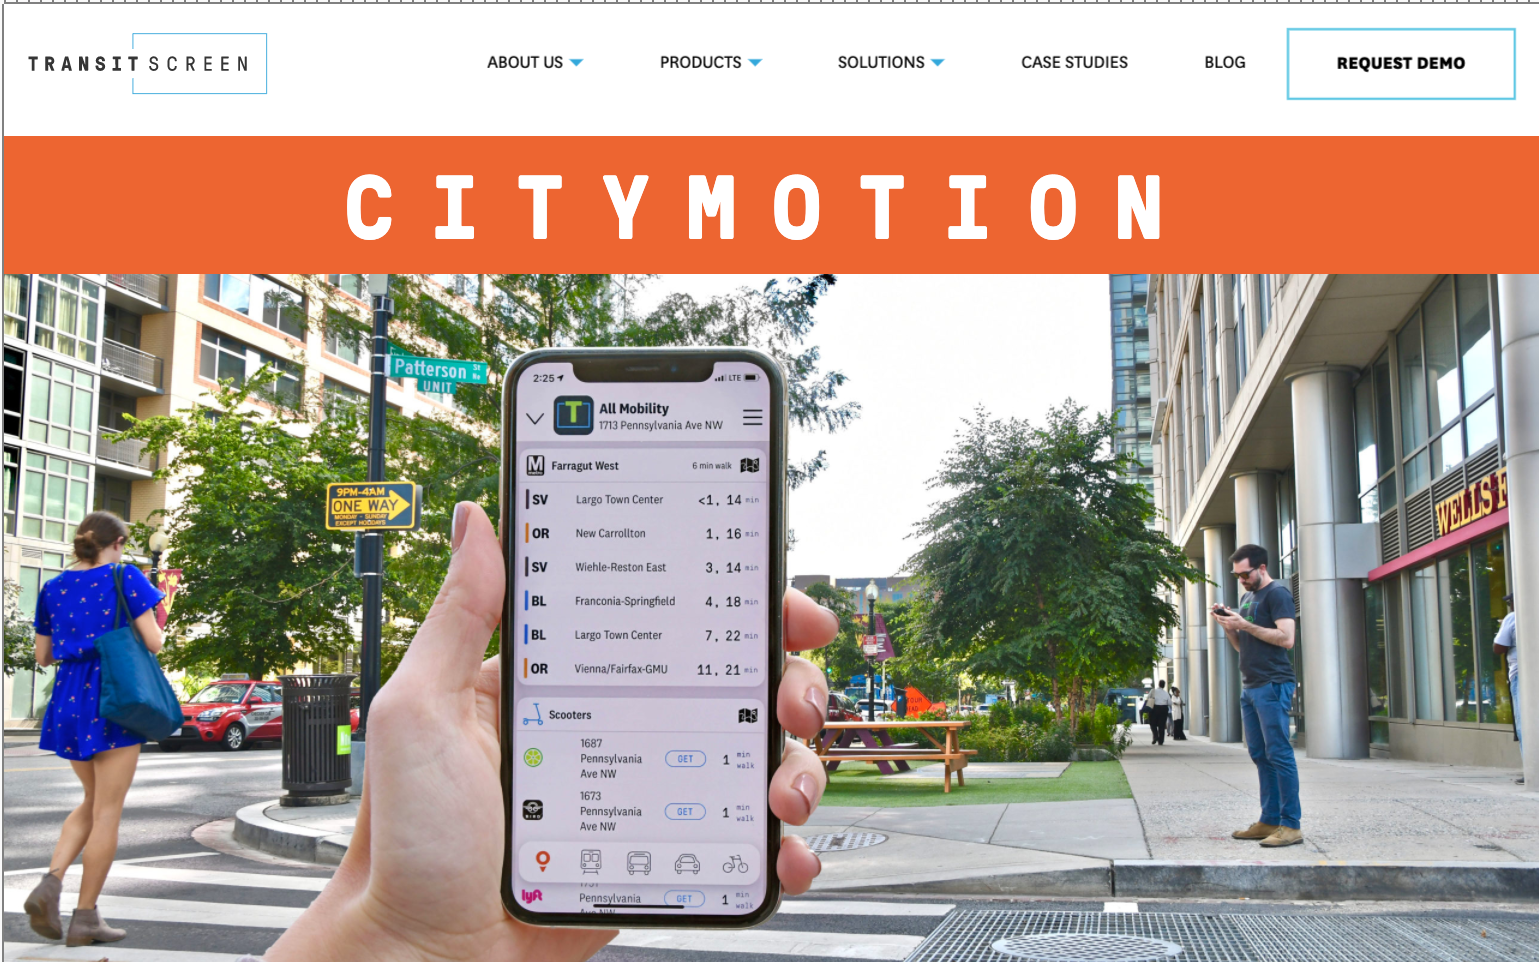 TRANSIT SCREEN
ABOUT US
PRODUCTS
SOLUTIONS
CASE STUDIES
BLOG
REQUEST DEMO
CITYMOTION
Patterson St Ne
UNIT
9PM-4AM
ONE WAY
MONDAY - SUNDAY
EXCEPT HOLIDAYS
WELLS F
2:25
LTE
All Mobility
1713 Pennsylvania Ave NW
M
Farragut West 6 min walk
SV Largo Town Center <1, 14 min
OR New Carrollton 1, 16 min
SV Wiehle-Reston East 3, 14 min
BL Franconia-Springfield 4, 18 min
BL Largo Town Center 7, 22 min
OR Vienna/Fairfax-GMU 11, 21 min
Scooters
1687
Pennsylvania
Ave NW
GET 1 min walk
BIRD
1673
Pennsylvania
Ave NW
GET 1 min walk
lyft
1731
Pennsylvania
Ave NW
GET 1 min walk